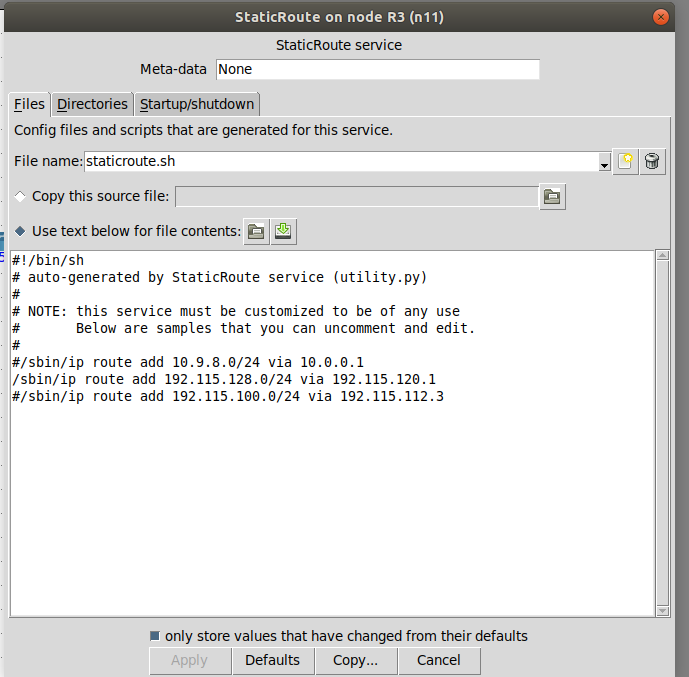 StaticRoute on node R3 (n11)
StaticRoute service
Meta-data None
Files Directories Startup/shutdown
Config files and scripts that are generated for this service.
File name: staticroute.sh
Copy this source file:
Use text below for file contents:
#!/bin/sh
# auto-generated by StaticRoute service (utility.py)
#
# NOTE: this service must be customized to be of any use
#       Below are samples that you can uncomment and edit.
#
#/sbin/ip route add 10.9.8.0/24 via 10.0.0.1
/sbin/ip route add 192.115.128.0/24 via 192.115.120.1
#/sbin/ip route add 192.115.100.0/24 via 192.115.112.3
only store values that have changed from their defaults
Apply Defaults Copy... Cancel